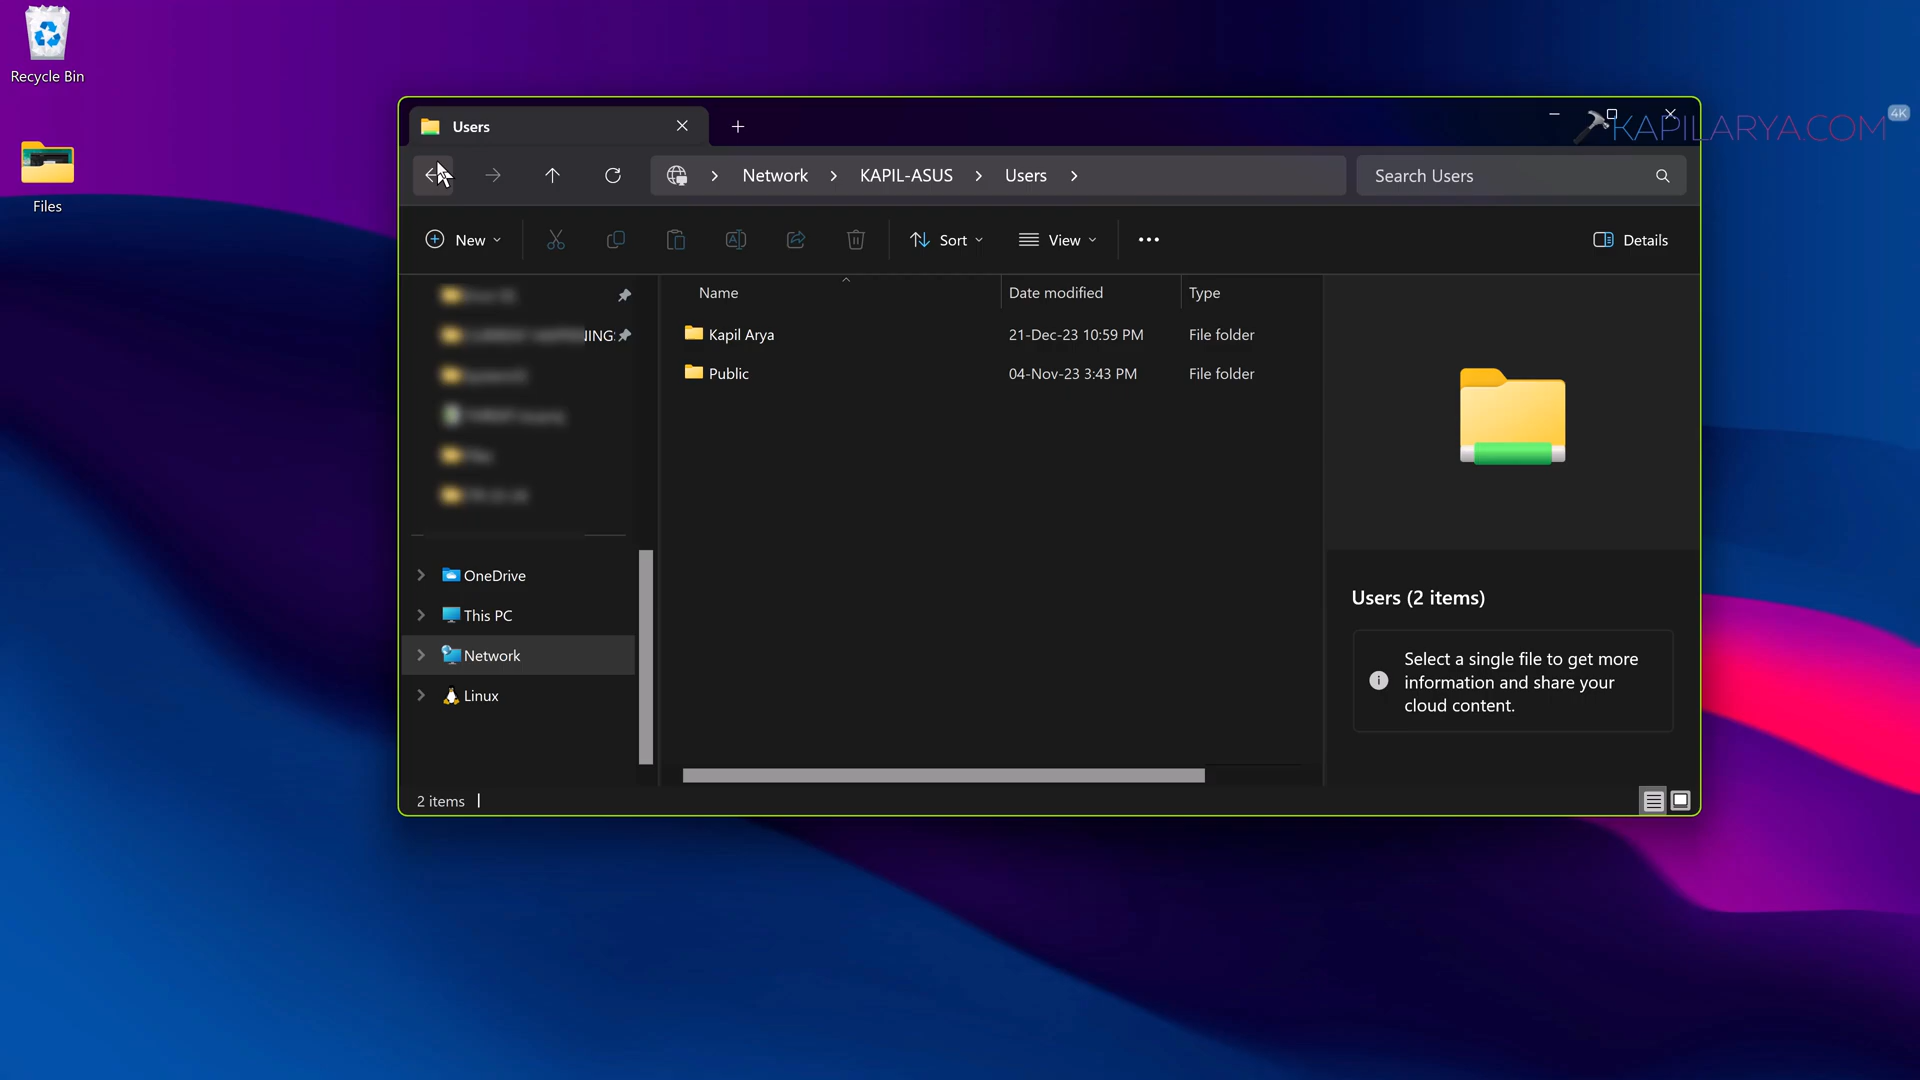 Recycle Bin
Files
Users
KAPILARYA.COM
4K
Network
KAPIL-ASUS
Users
Search Users
New
Sort
View
Details
NING
Name
Date modified
Type
Kapil Arya
21-Dec-23 10:59 PM
File folder
Public
04-Nov-23 3:43 PM
File folder
OneDrive
This PC
Network
Linux
Users (2 items)
Select a single file to get more
information and share your
cloud content.
2 items